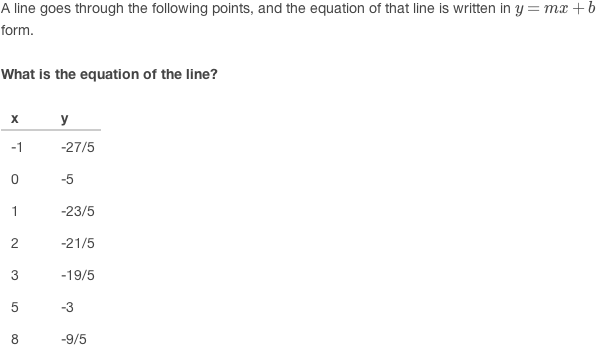 A line goes through the following points, and the equation of that line is written in y = mx + b
form.
What is the equation of the line?
x y
-1 -27/5
0 -5
1 -23/5
2 -21/5
3 -19/5
5 -3
8 -9/5